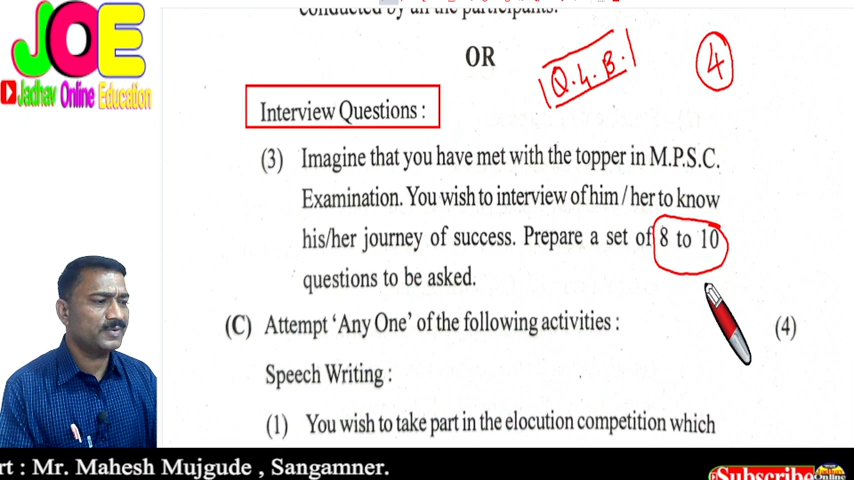 JOE
Jadhav Online Education
conducted by all the participants.
OR
Q.4.B.
4
Interview Questions :
(3) Imagine that you have met with the topper in M.P.S.C.
Examination. You wish to interview of him / her to know
his/her journey of success. Prepare a set of 8 to 10
questions to be asked.
(C) Attempt ‘Any One’ of the following activities :
(4)
Speech Writing :
(1) You wish to take part in the elocution competition which
rt : Mr. Mahesh Mujgude , Sangamner.
Subscribe